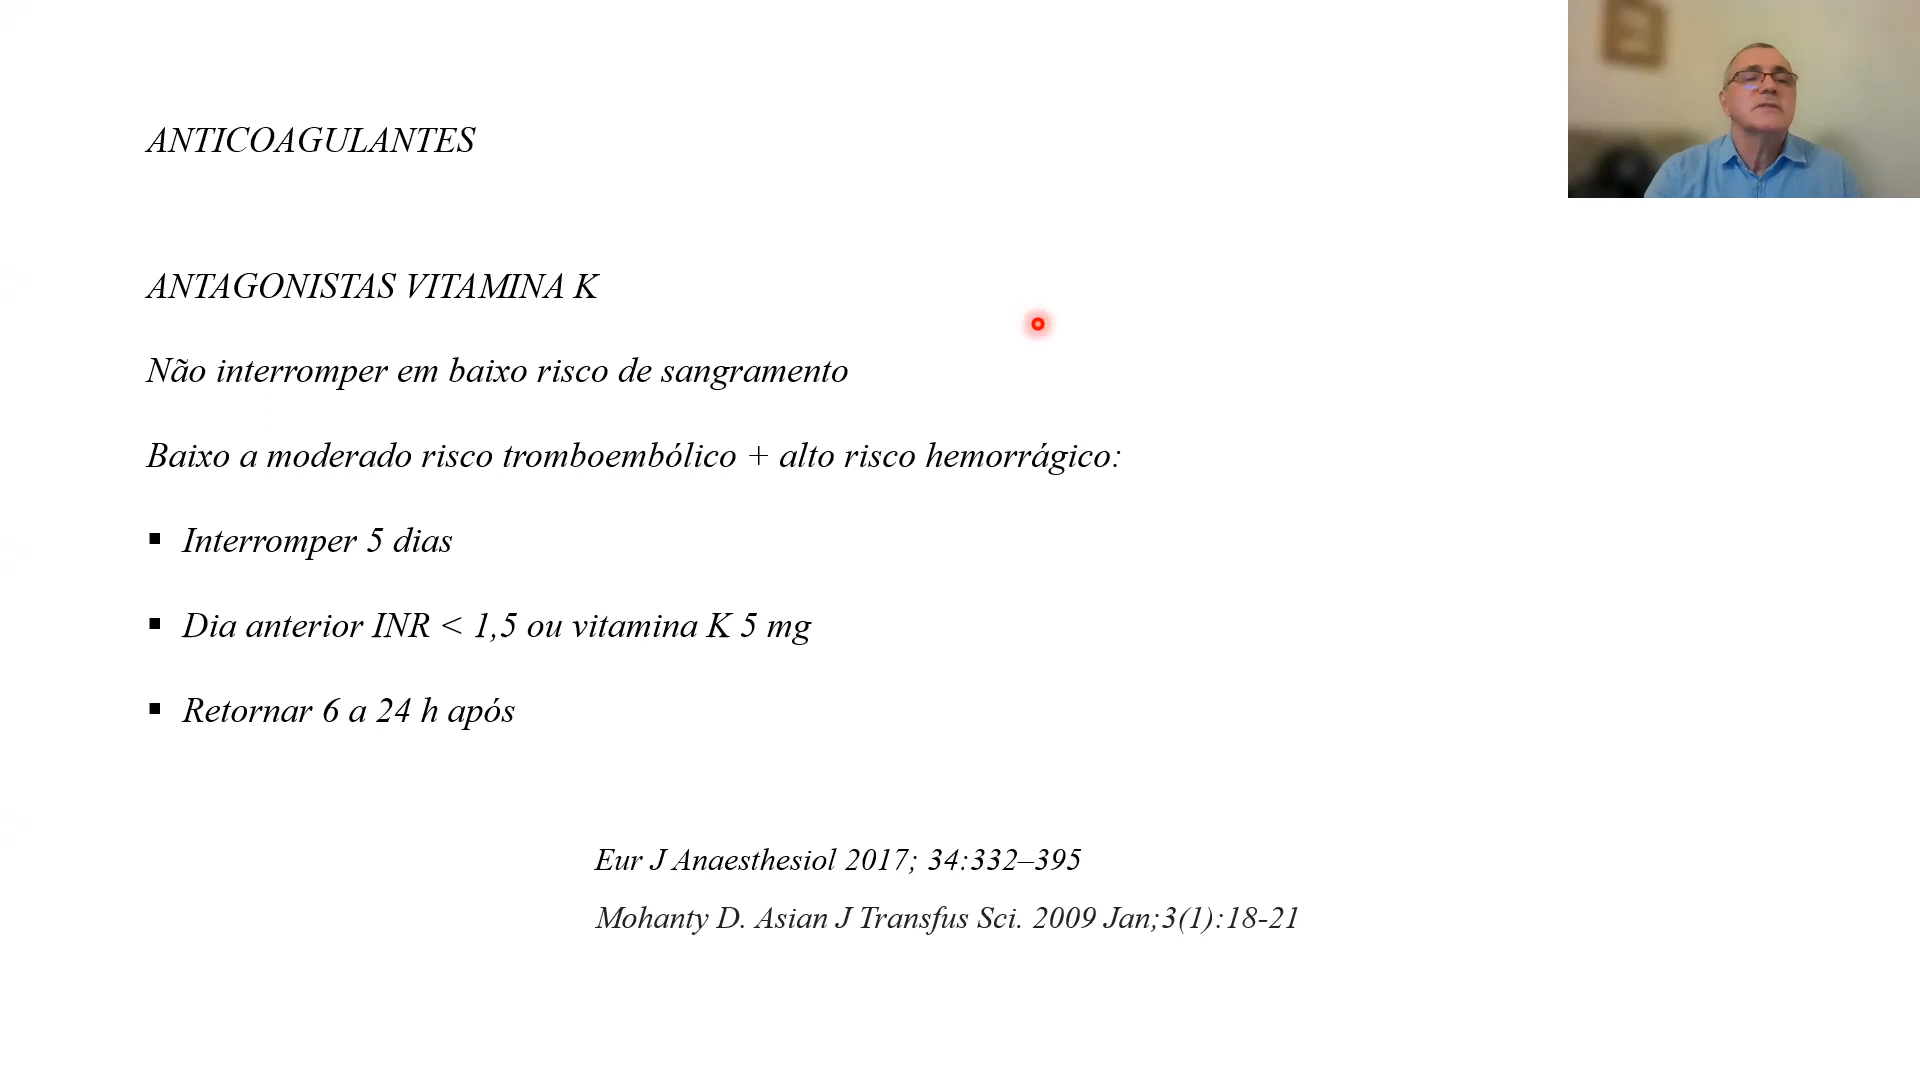 ANTICOAGULANTES
ANTAGONISTAS VITAMINA K
Não interromper em baixo risco de sangramento
Baixo a moderado risco tromboembólico + alto risco hemorrágico:
▪ Interromper 5 dias
▪ Dia anterior INR < 1,5 ou vitamina K 5 mg
▪ Retornar 6 a 24 h após
Eur J Anaesthesiol 2017; 34:332–395
Mohanty D. Asian J Transfus Sci. 2009 Jan;3(1):18-21